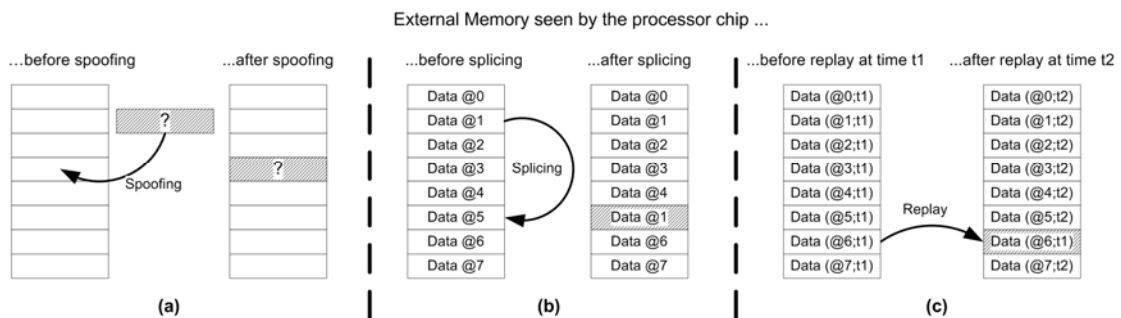 External Memory seen by the processor chip ...
...before spoofing
...after spoofing
?
Spoofing
?
(a)
...before splicing
...after splicing
Data @0
Data @1
Data @2
Data @3
Data @4
Data @5
Data @6
Data @7
Splicing
Data @0
Data @1
Data @2
Data @3
Data @4
Data @1
Data @6
Data @7
(b)
...before replay at time t1
...after replay at time t2
Data (@0;t1)
Data (@1;t1)
Data (@2;t1)
Data (@3;t1)
Data (@4;t1)
Data (@5;t1)
Data (@6;t1)
Data (@7;t1)
Replay
Data (@0;t2)
Data (@1;t2)
Data (@2;t2)
Data (@3;t2)
Data (@4;t2)
Data (@5;t2)
Data (@6;t1)
Data (@7;t2)
(c)